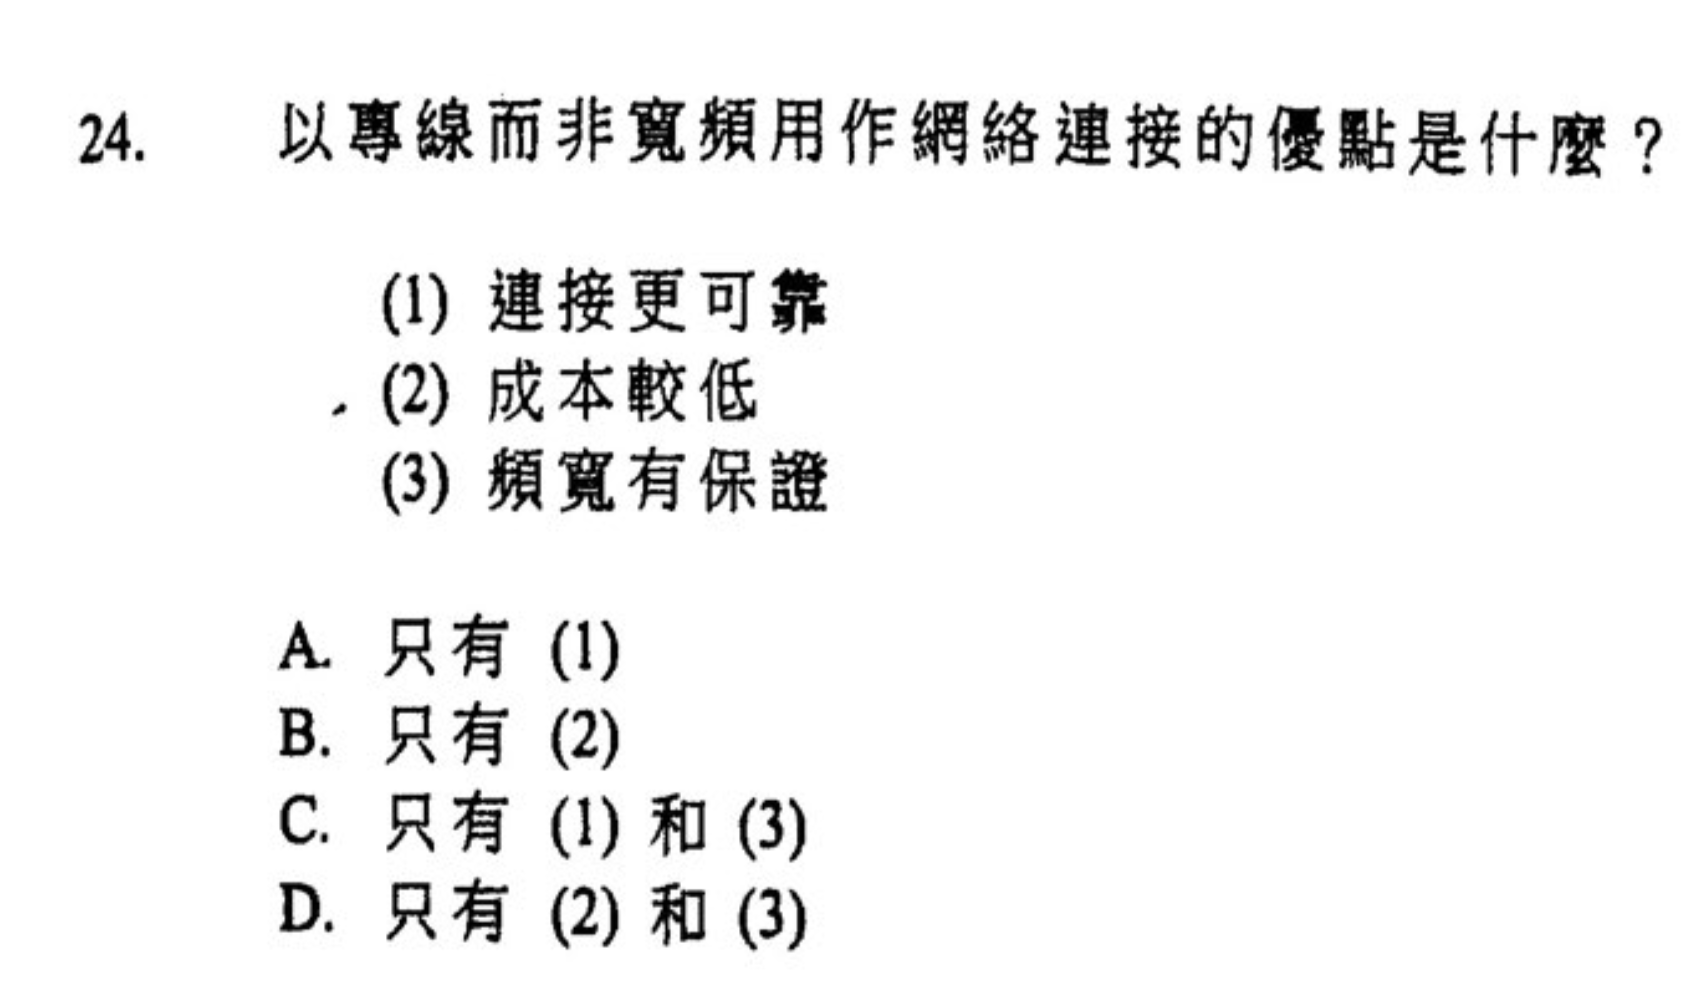 24. 以專線而非寬頻用作網絡連接的優點是什麼？
(1) 連接更可靠
(2) 成本較低
(3) 頻寬有保證
A. 只有 (1)
B. 只有 (2)
C. 只有 (1) 和 (3)
D. 只有 (2) 和 (3)